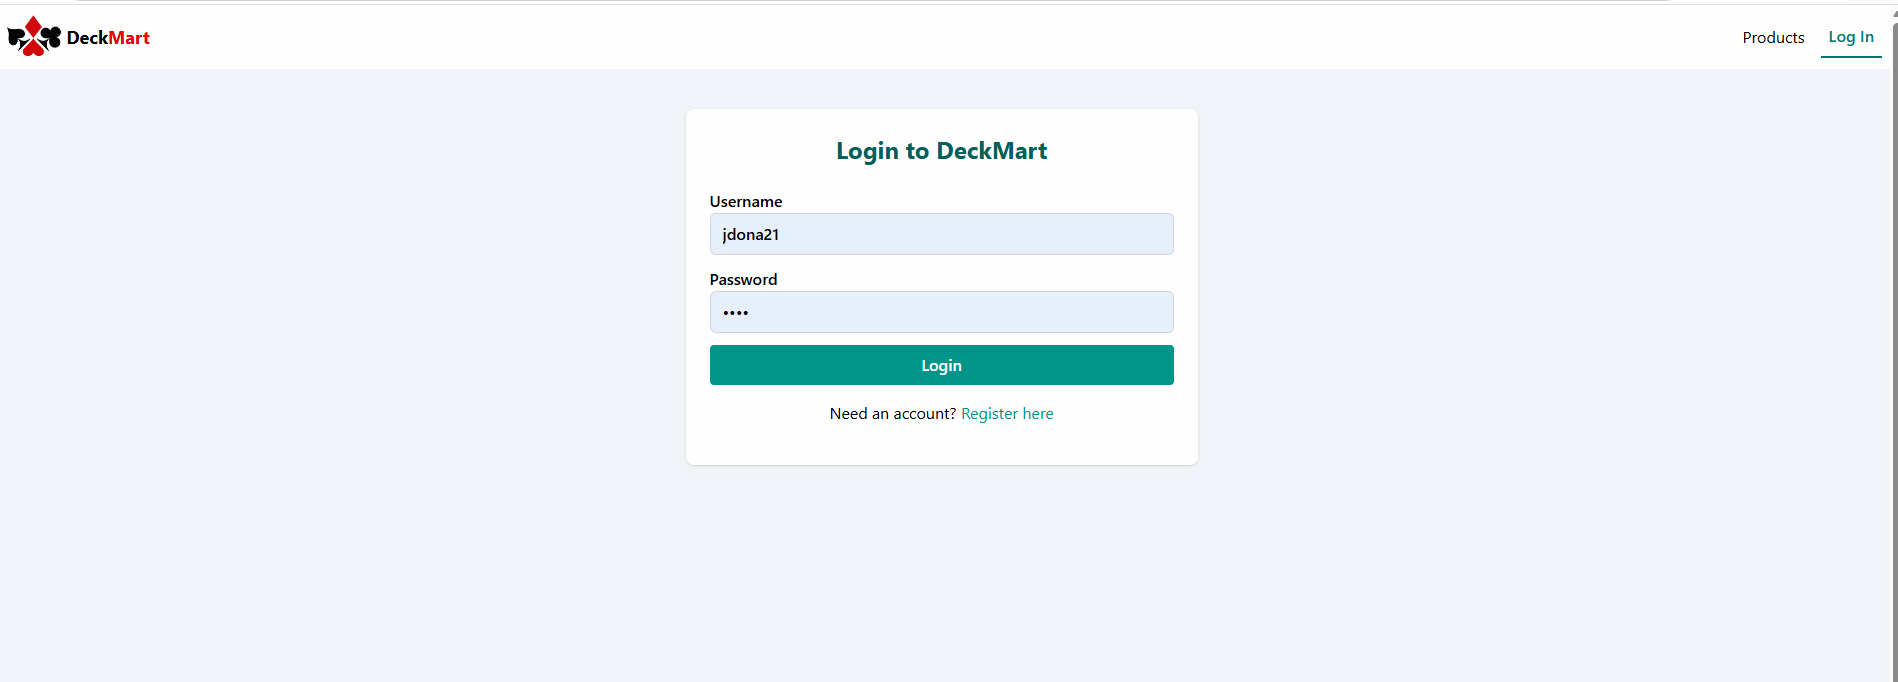 DeckMart
Products
Log In
Login to DeckMart
Username
jdona21
Password
••••
Login
Need an account? Register here